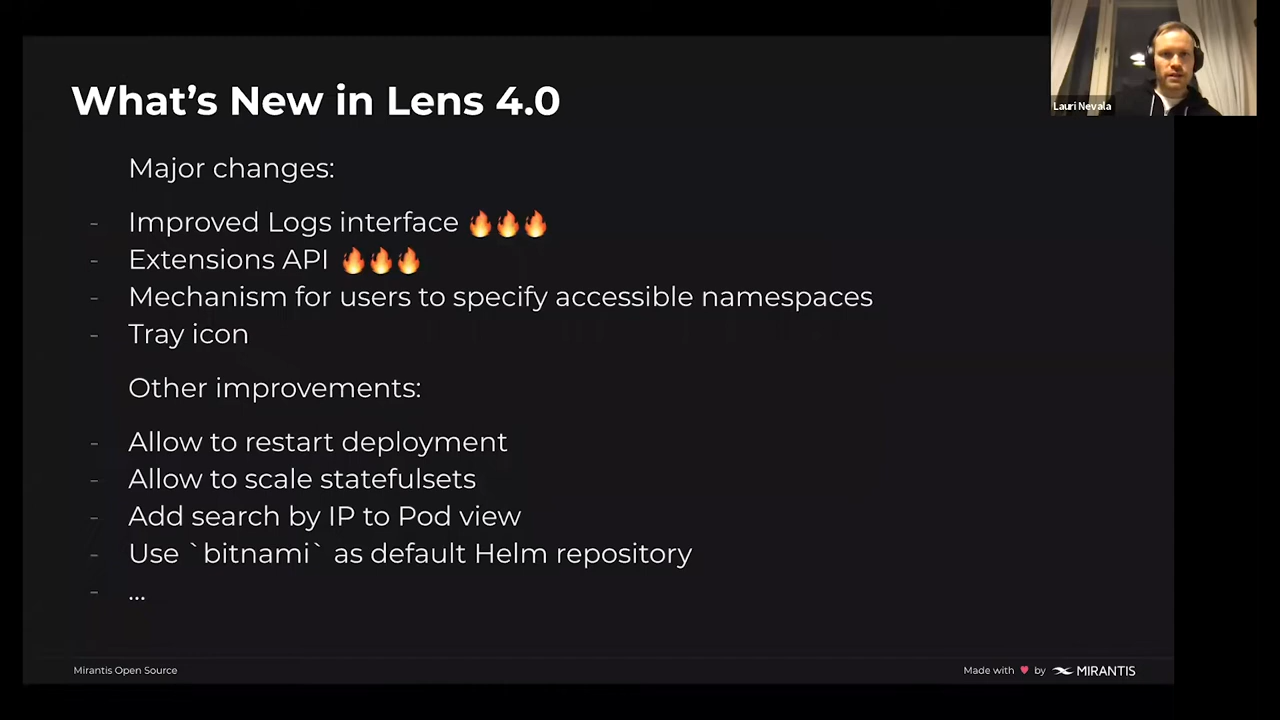 What's New in Lens 4.0
Lauri Nevala
Major changes:
- Improved Logs interface 🔥🔥🔥
- Extensions API 🔥🔥🔥
- Mechanism for users to specify accessible namespaces
- Tray icon
Other improvements:
- Allow to restart deployment
- Allow to scale statefulsets
- Add search by IP to Pod view
- Use `bitnami` as default Helm repository
- ...
Mirantis Open Source
Made with ♥ by MIRANTIS